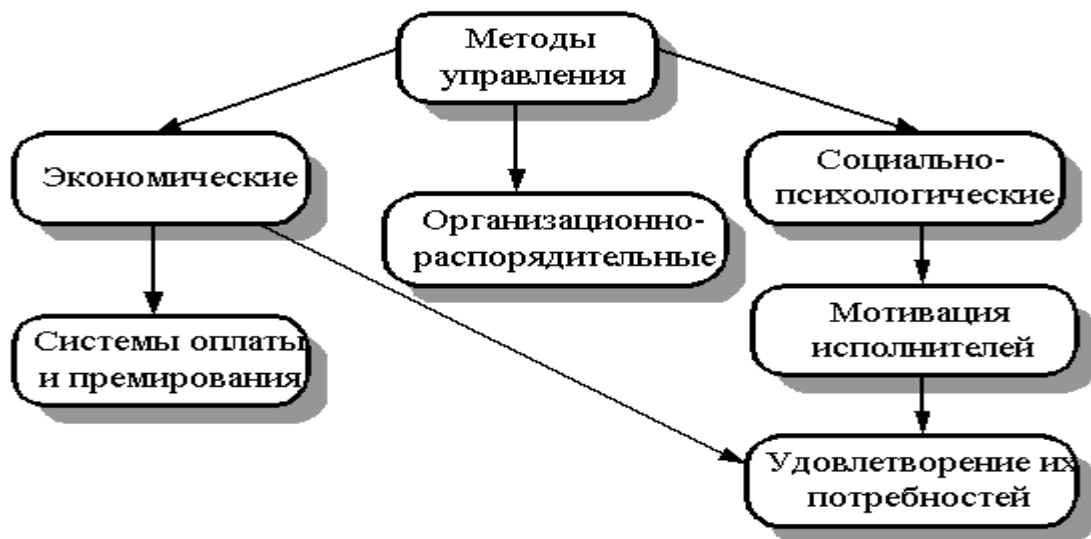 Методы
управления
Экономические
Социально-
психологические
Организационно-
распорядительные
Системы оплаты
и премирования
Мотивация
исполнителей
Удовлетворение их
потребностей